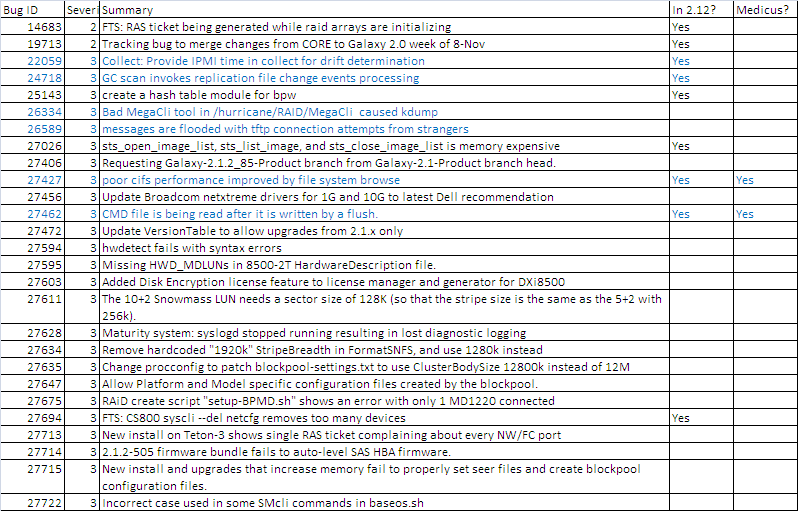 Bug ID Severi Summary In 2.12? Medicus?
14683 2 FTS: RAS ticket being generated while raid arrays are initializing Yes
19713 2 Tracking bug to merge changes from CORE to Galaxy 2.0 week of 8-Nov Yes
22059 3 Collect: Provide IPMI time in collect for drift determination Yes
24718 3 GC scan invokes replication file change events processing Yes
25143 3 create a hash table module for bpw Yes
26334 3 Bad MegaCli tool in /hurricane/RAID/MegaCli caused kdump
26589 3 messages are flooded with tftp connection attempts from strangers
27026 3 sts_open_image_list, sts_list_image, and sts_close_image_list is memory expensive Yes
27406 3 Requesting Galaxy-2.1.2_85-Product branch from Galaxy-2.1-Product branch head.
27427 3 poor cifs performance improved by file system browse Yes Yes
27456 3 Update Broadcom netxtreme drivers for 1G and 10G to latest Dell recommendation
27462 3 CMD file is being read after it is written by a flush. Yes Yes
27472 3 Update VersionTable to allow upgrades from 2.1.x only
27594 3 hwdetect fails with syntax errors
27595 3 Missing HWD_MDLUNs in 8500-2T HardwareDescription file.
27603 3 Added Disk Encryption license feature to license manager and generator for DXi8500
27611 3 The 10+2 Snowmass LUN needs a sector size of 128K (so that the stripe size is the same as the 5+2 with
256k).
27628 3 Maturity system: syslogd stopped running resulting in lost diagnostic logging
27634 3 Remove hardcoded "1920k" StripeBreadth in FormatSNFS, and use 1280k instead
27635 3 Change procconfig to patch blockpool-settings.txt to use ClusterBodySize 12800k instead of 12M
27647 3 Allow Platform and Model specific configuration files created by the blockpool.
27675 3 RAiD create script "setup-BPMD.sh" shows an error with only 1 MD1220 connected
27694 3 FTS: CS800 syscli --del netcfg removes too many devices Yes
27713 3 New install on Teton-3 shows single RAS ticket complaining about every NW/FC port
27714 3 2.1.2-505 firmware bundle fails to auto-level SAS HBA firmware.
27715 3 New install and upgrades that increase memory fail to properly set seer files and create blockpool
configuration files.
27722 3 Incorrect case used in some SMcli commands in baseos.sh